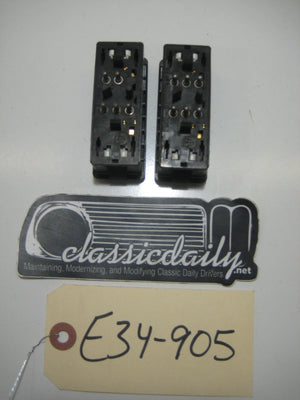 classicdaily
Maintaining, Modernizing, and Modifying Classic Daily Drivers
.net
E34-905